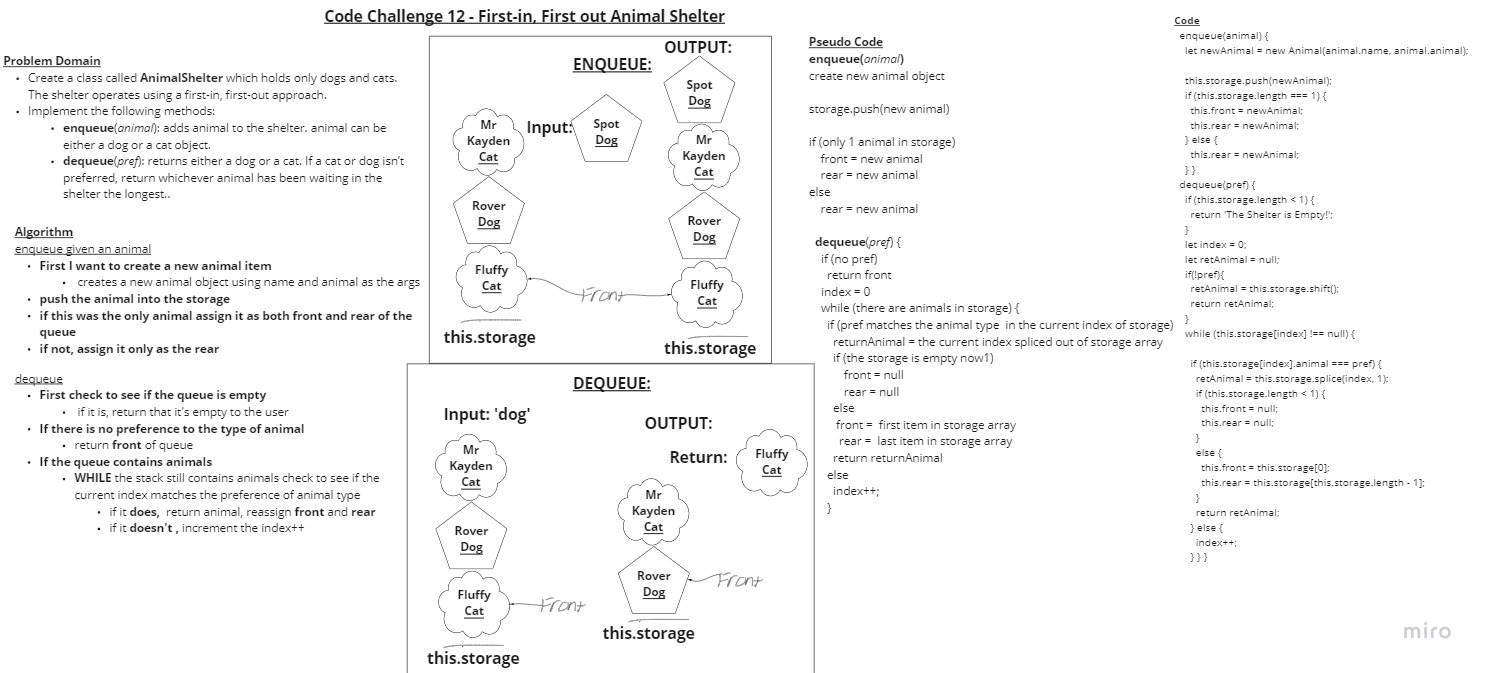 Code Challenge 12 - First-in, First out Animal Shelter
Problem Domain
• Create a class called AnimalShelter which holds only dogs and cats.
The shelter operates using a first-in, first-out approach.
• Implement the following methods:
• enqueue(animal): adds animal to the shelter. animal can be
either a dog or a cat object.
• dequeue(pref): returns either a dog or a cat. If a cat or dog isn't
preferred, return whichever animal has been waiting in the
shelter the longest..
Algorithm
enqueue given an animal
• First I want to create a new animal item
• creates a new animal object using name and animal as the args
• push the animal into the storage
• if this was the only animal assign it as both front and rear of the
queue
• if not, assign it only as the rear
dequeue
• First check to see if the queue is empty
• if it is, return that it's empty to the user
• If there is no preference to the type of animal
• return front of queue
• If the queue contains animals
• WHILE the stack still contains animals check to see if the
current index matches the preference of animal type
• if it does, return animal, reassign front and rear
• if it doesn't , increment the index++
ENQUEUE:
Mr
Kayden
Cat
Rover
Dog
Fluffy
Cat
this.storage
Input:
Spot
Dog
Front
OUTPUT:
Spot
Dog
Mr
Kayden
Cat
Rover
Dog
Fluffy
Cat
this.storage
DEQUEUE:
Input: 'dog'
Mr
Kayden
Cat
Rover
Dog
Fluffy
Cat
Front
this.storage
OUTPUT:
Return:
Fluffy
Cat
Mr
Kayden
Cat
Rover
Dog
Front
this.storage
Pseudo Code
enqueue(animal)
create new animal object
storage.push(new animal)
if (only 1 animal in storage)
front = new animal
rear = new animal
else
rear = new animal
dequeue(pref) {
if (no pref)
return front
index = 0
while (there are animals in storage) {
if (pref matches the animal type in the current index of storage)
returnAnimal = the current index spliced out of storage array
if (the storage is empty now1)
front = null
rear = null
else
front = first item in storage array
rear = last item in storage array
return returnAnimal
else
index++;
}
Code
enqueue(animal) {
let newAnimal = new Animal(animal.name, animal.animal);
this.storage.push(newAnimal);
if (this.storage.length === 1) {
this.front = newAnimal;
this.rear = newAnimal;
} else {
this.rear = newAnimal;
} }
dequeue(pref) {
if (this.storage.length < 1) {
return 'The Shelter is Empty!';
}
let index = 0;
let retAnimal = null;
if(!pref){
retAnimal = this.storage.shift();
return retAnimal;
}
while (this.storage[index] !== null) {
if (this.storage[index].animal === pref) {
retAnimal = this.storage.splice(index, 1);
if (this.storage.length < 1) {
this.front = null;
this.rear = null;
}
else {
this.front = this.storage[0];
this.rear = this.storage[this.storage.length - 1];
}
return retAnimal;
} else {
index++;
} } }
miro